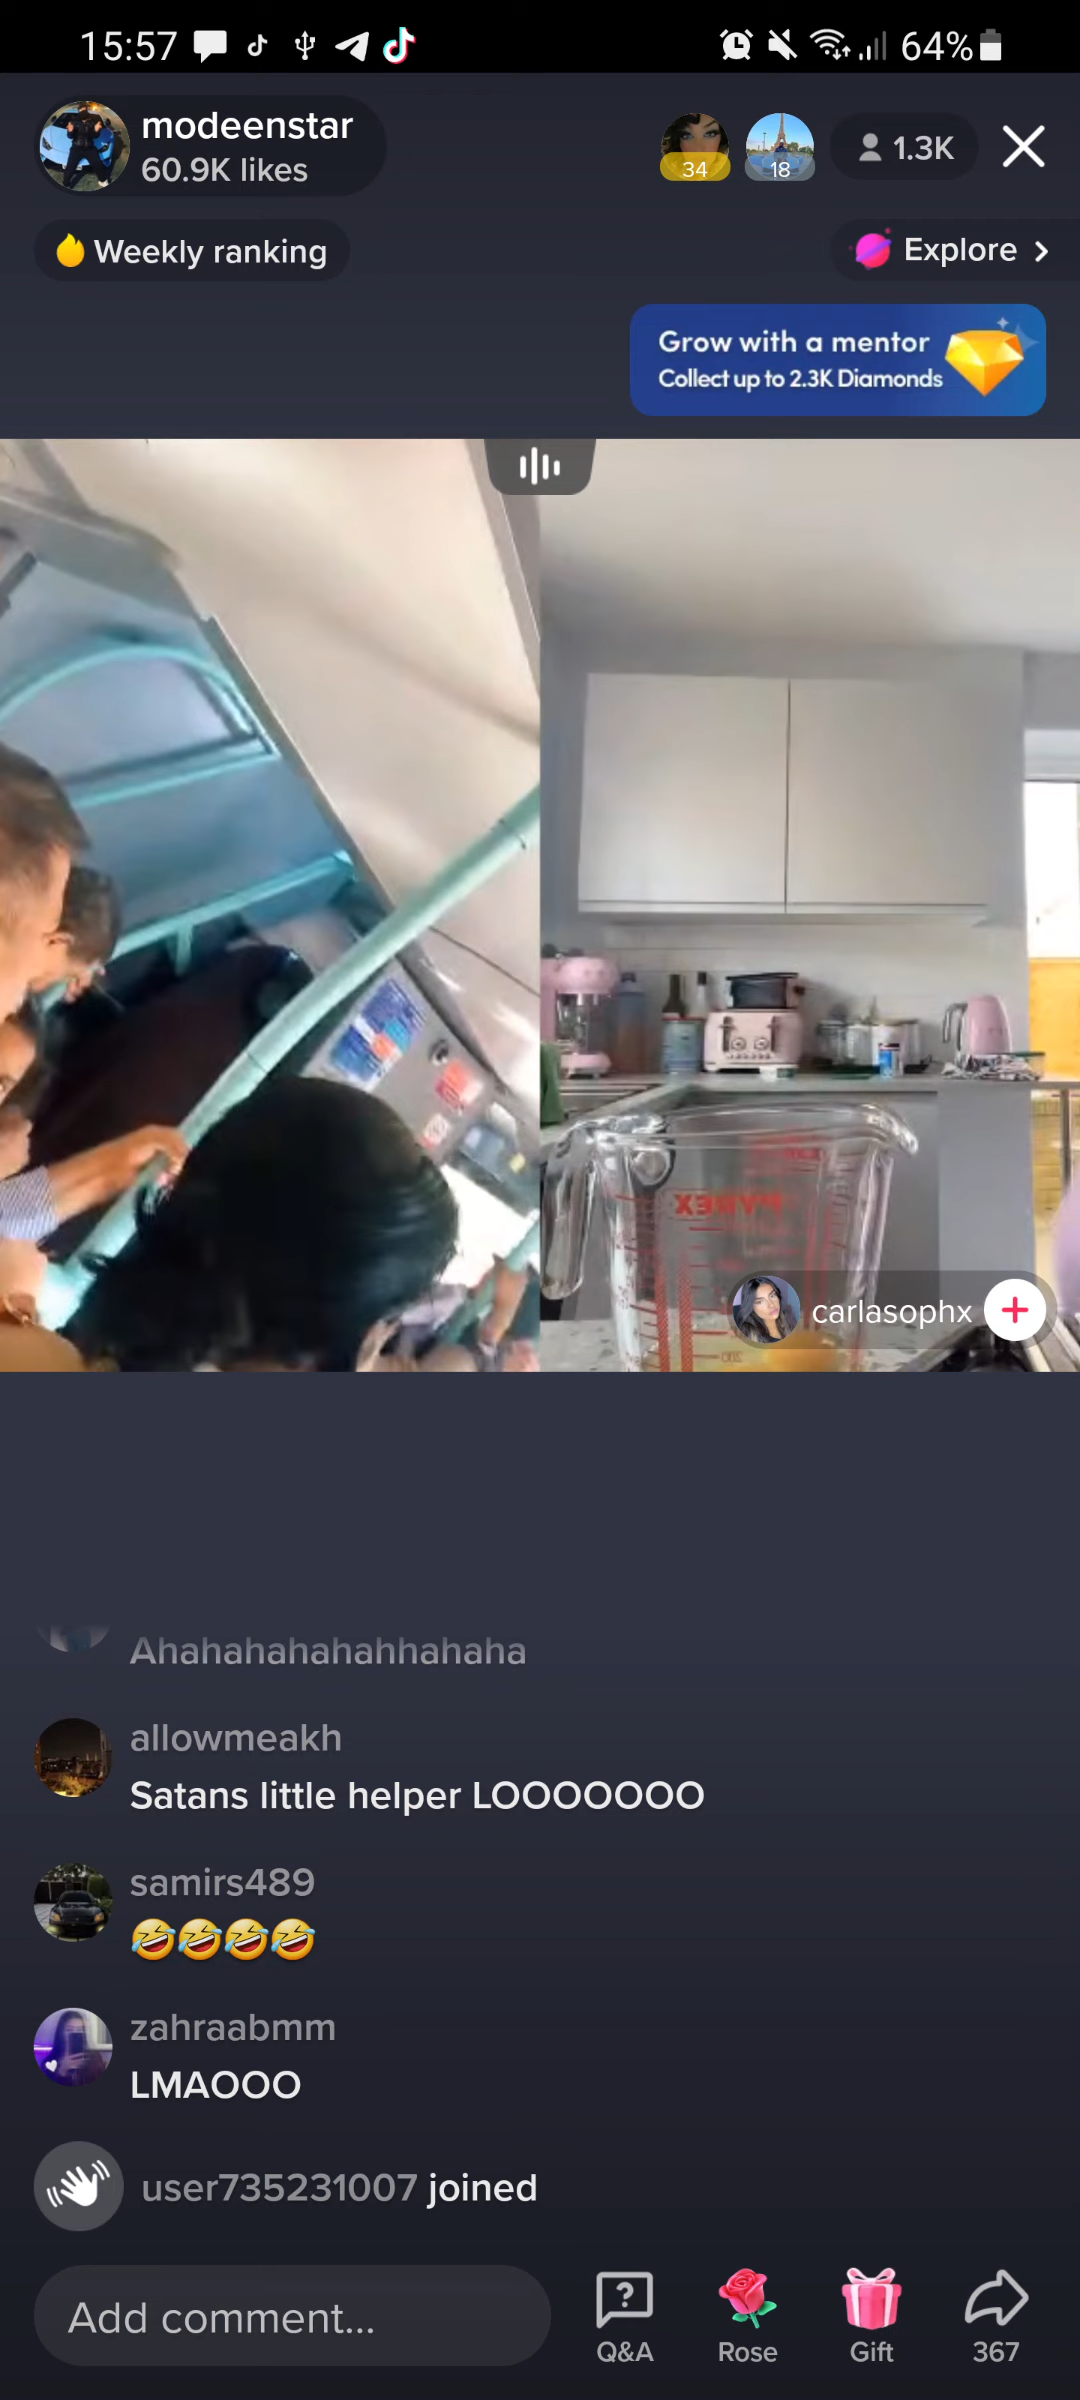 15:57
64%
modeenstar
60.9K likes
34
18
1.3K
Weekly ranking
Explore
Grow with a mentor
Collect up to 2.3K Diamonds
PYREX
carlasophx
Ahahahahahahhahaha
allowmeakh
Satans little helper LOOOOOOO
samirs489
🤣🤣🤣🤣
zahraabmm
LMAOOO
user735231007 joined
Add comment...
Q&A
Rose
Gift
367